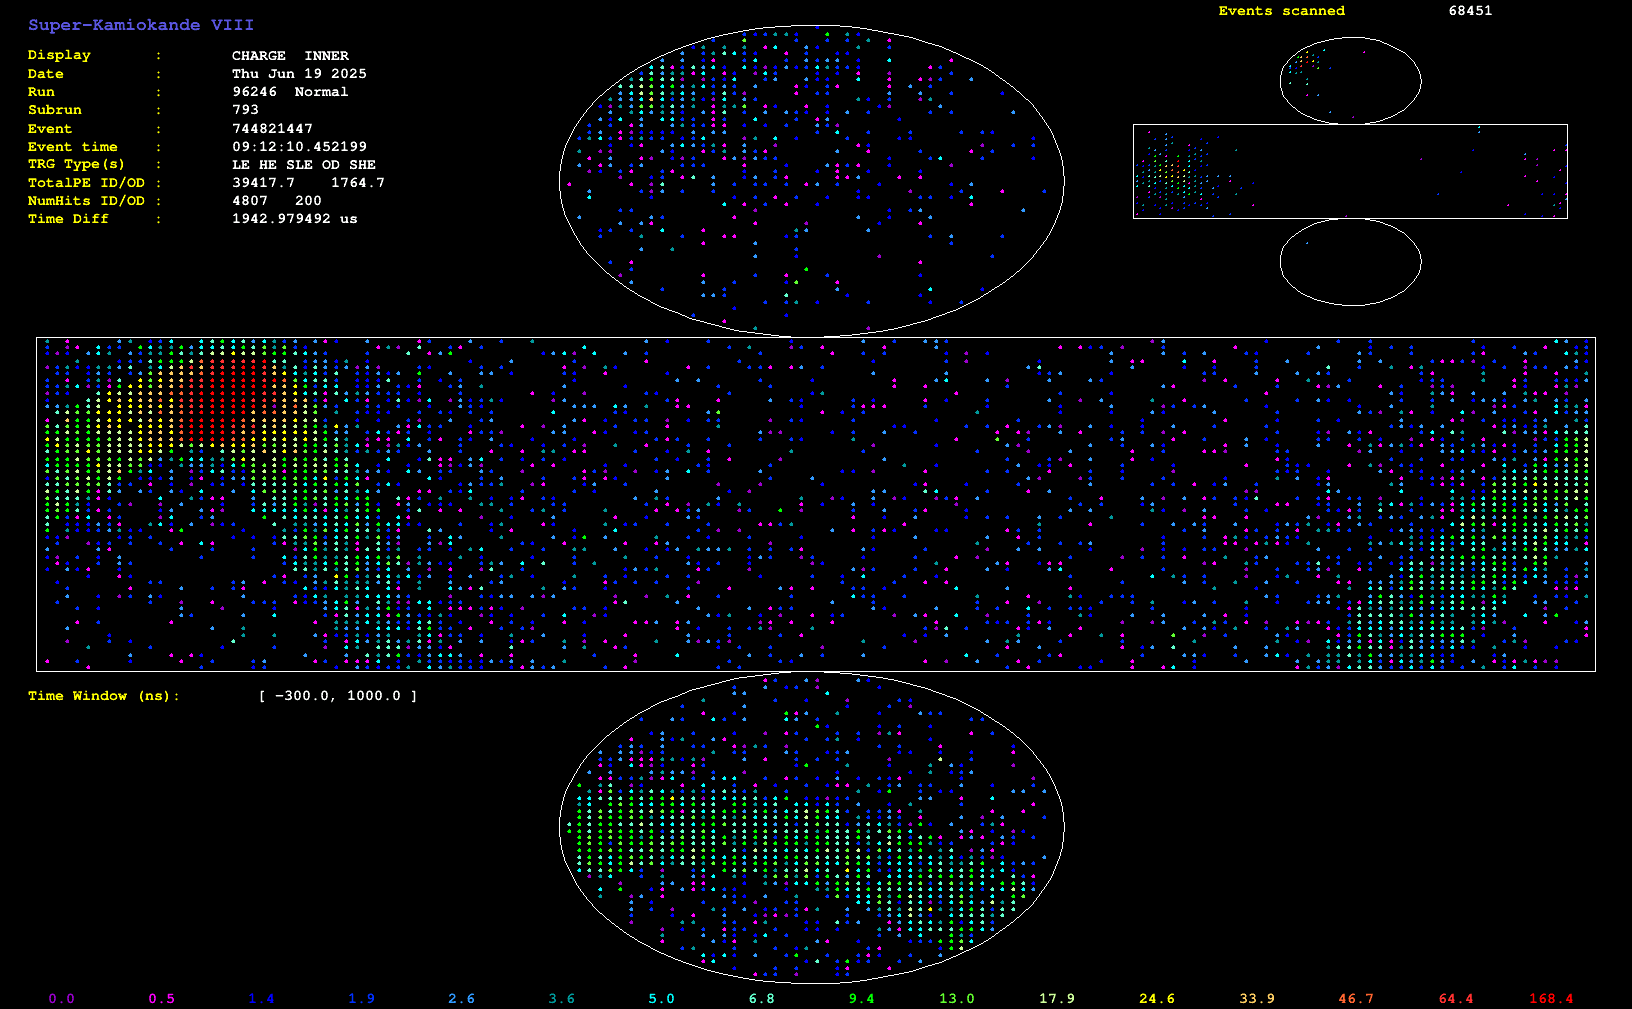 Super-Kamiokande VIII
Display : CHARGE INNER
Date : Thu Jun 19 2025
Run : 96246 Normal
Subrun : 793
Event : 744821447
Event time : 09:12:10.452199
TRG Type(s) : LE HE SLE OD SHE
TotalPE ID/OD : 39417.7 1764.7
NumHits ID/OD : 4807 200
Time Diff : 1942.979492 us
Events scanned 68451
Time Window (ns): [ -300.0, 1000.0 ]
0.0 0.5 1.4 1.9 2.6 3.6 5.0 6.8 9.4 13.0 17.9 24.6 33.9 46.7 64.4 168.4